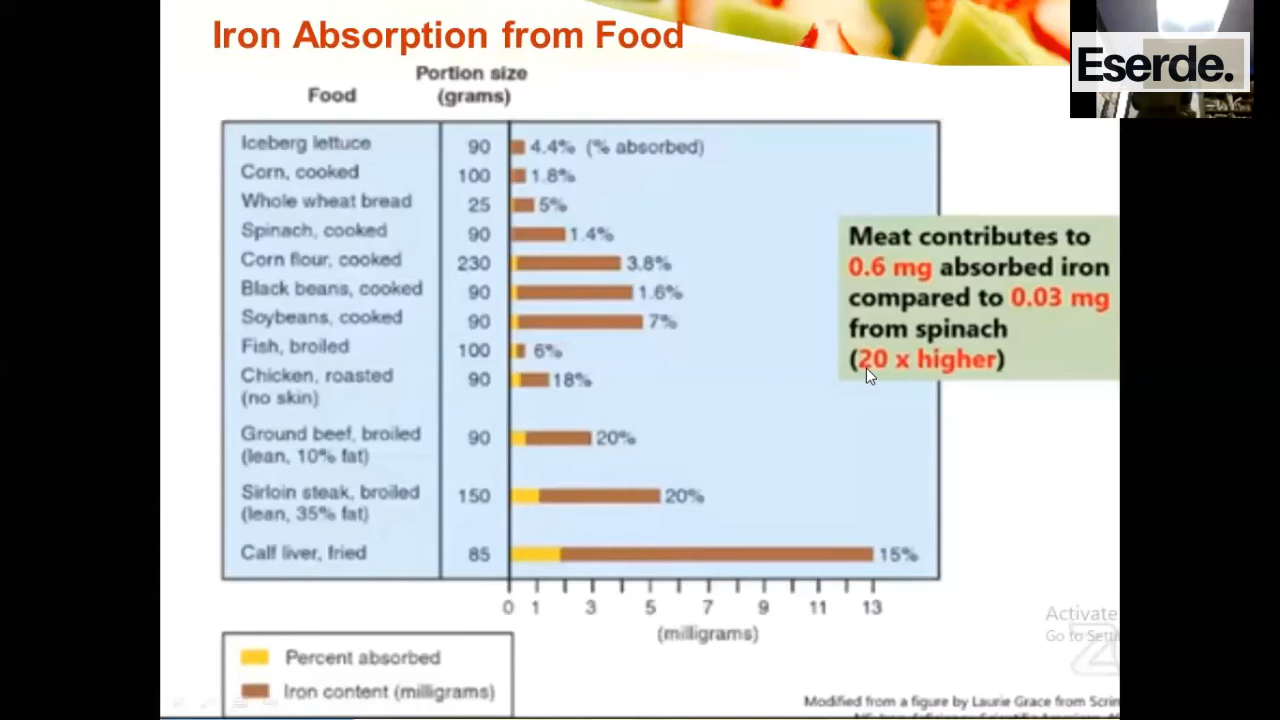 Iron Absorption from Food
Eserde.
Food
Portion size
(grams)
Iceberg lettuce 90 4.4% (% absorbed)
Corn, cooked 100 1.8%
Whole wheat bread 25 5%
Spinach, cooked 90 1.4%
Corn flour, cooked 230 3.8%
Black beans, cooked 90 1.6%
Soybeans, cooked 90 7%
Fish, broiled 100 6%
Chicken, roasted 90 18%
(no skin)
Ground beef, broiled 90 20%
(lean, 10% fat)
Sirloin steak, broiled 150 20%
(lean, 35% fat)
Calf liver, fried 85 15%
0 1 3 5 7 9 11 13
(milligrams)
Meat contributes to
0.6 mg absorbed iron
compared to 0.03 mg
from spinach
(20 x higher)
Percent absorbed
Iron content (milligrams)
Activate
Go to Setti
Modified from a figure by Laurie Grace from Scrin